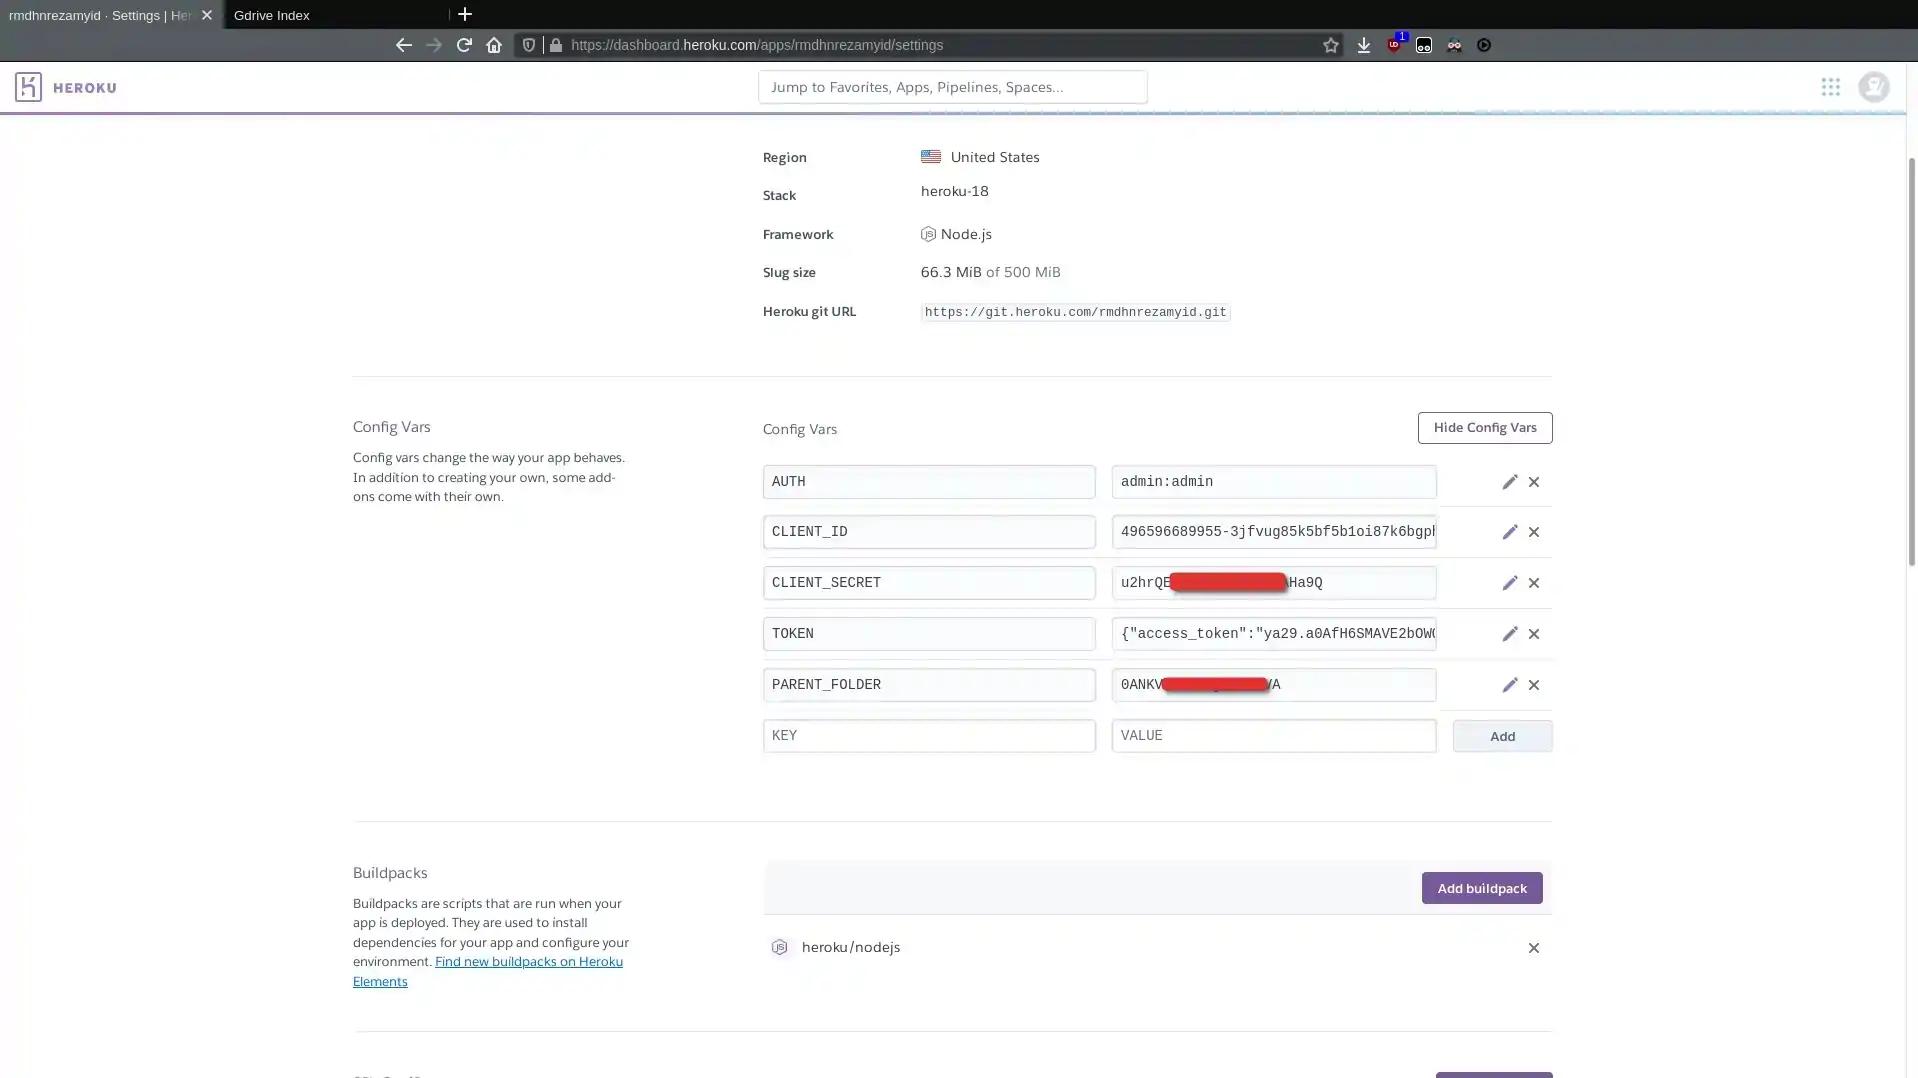 rmdhnrezamyid · Settings | Her
Gdrive Index
https://dashboard.heroku.com/apps/rmdhnrezamyid/settings
1
HEROKU
Jump to Favorites, Apps, Pipelines, Spaces...
Region
United States
Stack
heroku-18
Framework
Node.js
Slug size
66.3 MiB of 500 MiB
Heroku git URL
https://git.heroku.com/rmdhnrezamyid.git
Config Vars
Config vars change the way your app behaves.
In addition to creating your own, some add-
ons come with their own.
Config Vars
Hide Config Vars
AUTH
admin:admin
CLIENT_ID
496596689955-3jfvug85k5bf5b1oi87k6bgph
CLIENT_SECRET
u2hrQE
Ha9Q
TOKEN
{"access_token":"ya29.a0AfH6SMAVE2bOW
PARENT_FOLDER
0ANKV
VA
KEY
VALUE
Add
Buildpacks
Buildpacks are scripts that are run when your
app is deployed. They are used to install
dependencies for your app and configure your
environment. Find new buildpacks on Heroku
Elements
Add buildpack
heroku/nodejs